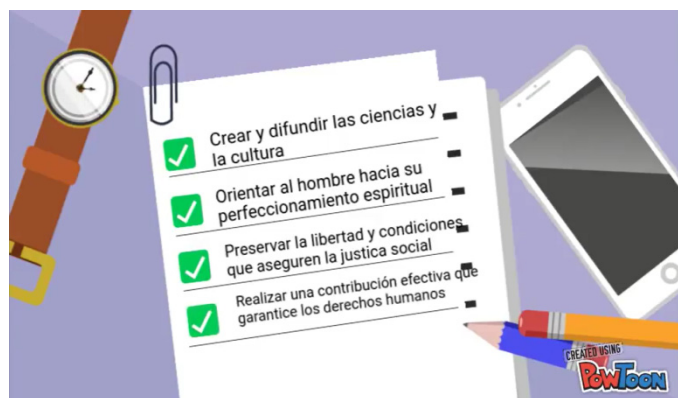 Crear y difundir las ciencias y
la cultura
Orientar al hombre hacia su
perfeccionamiento espiritual
Preservar la libertad y condiciones
que aseguren la justica social
Realizar una contribución efectiva que
garantice los derechos humanos
CREATED USING
POWTOON